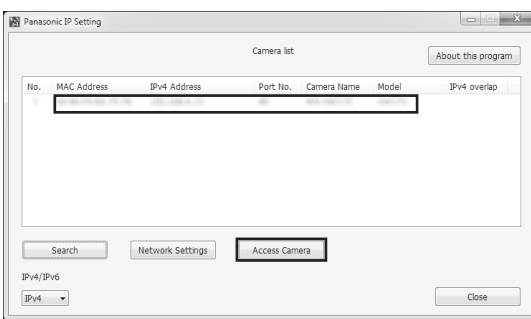 Panasonic IP Setting
Camera list
About this program
No. MAC Address IPv4 Address Port No. Camera Name Model IPv4 overlap
Search Network Settings Access Camera
IPv4/IPv6
IPv4
Close